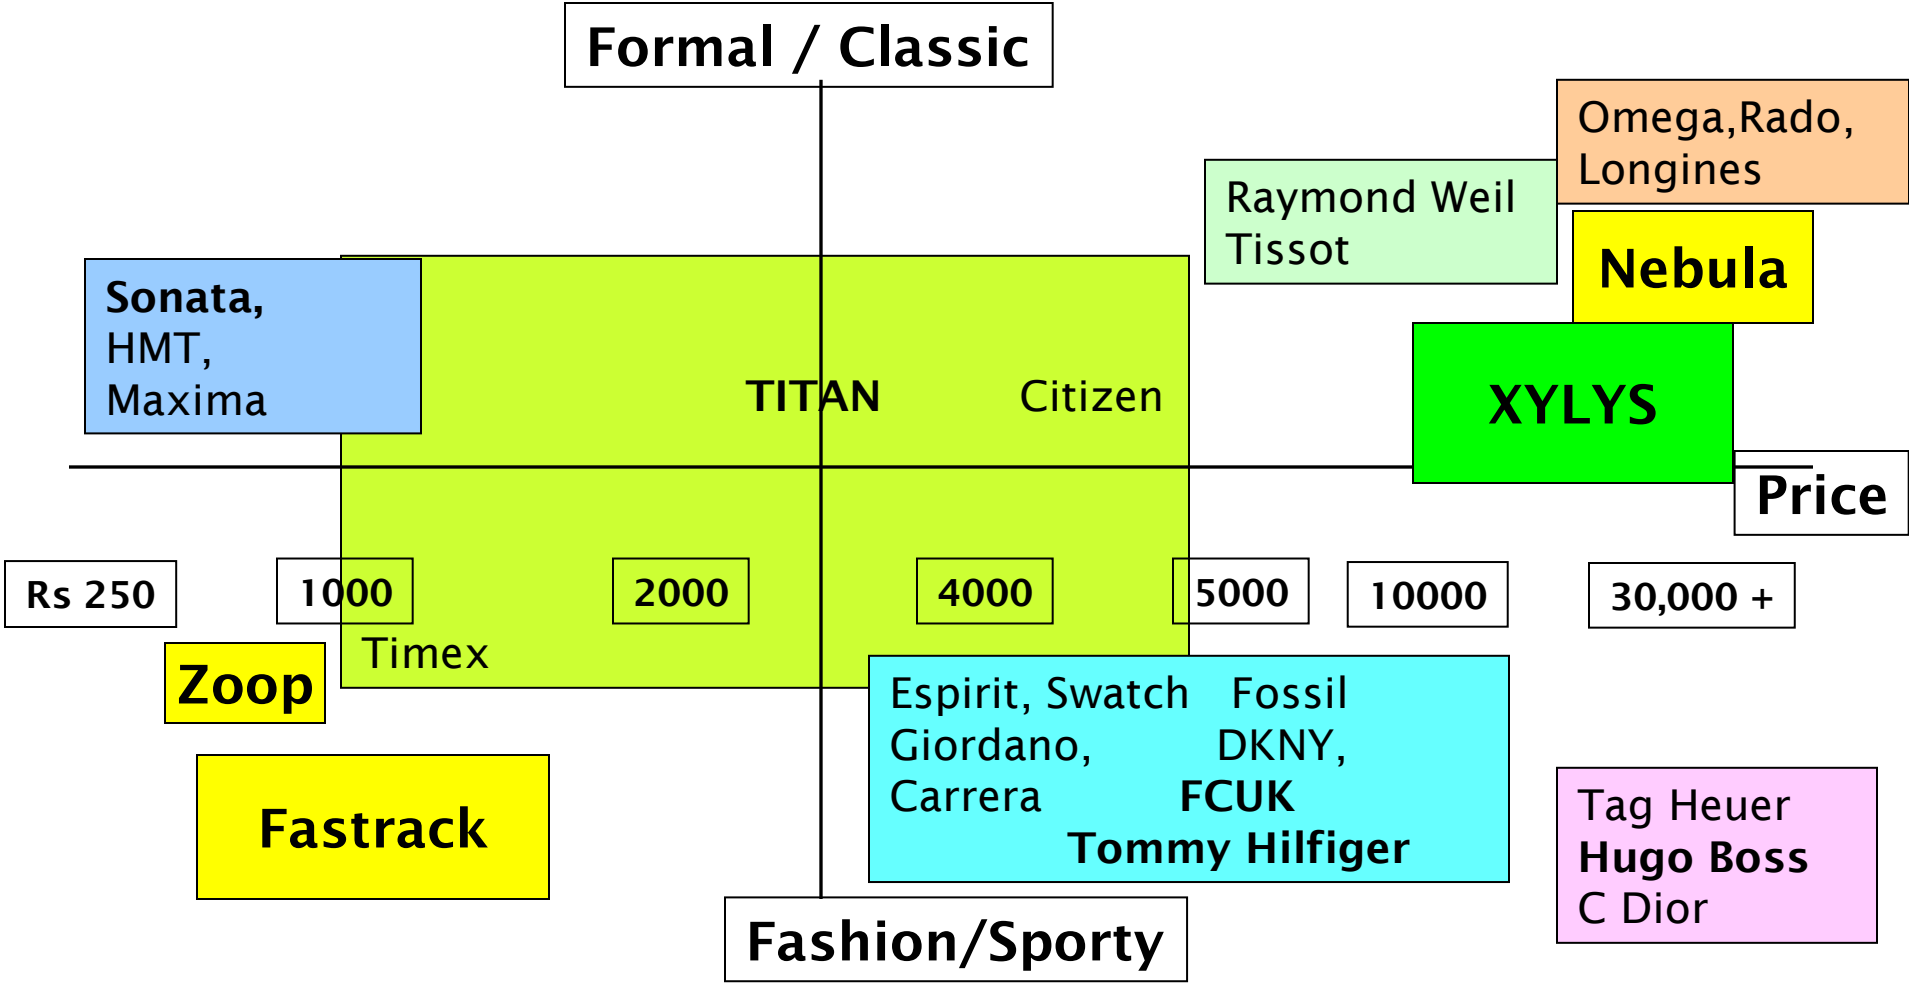 Formal / Classic
Omega,Rado,
Longines
Raymond Weil
Tissot
Nebula
Sonata,
HMT,
Maxima
TITAN
Citizen
XYLYS
Price
Rs 250
1000
2000
4000
5000
10000
30,000 +
Timex
Zoop
Espirit, Swatch Fossil
Giordano, DKNY,
Carrera FCUK
Tommy Hilfiger
Fastrack
Tag Heuer
Hugo Boss
C Dior
Fashion/Sporty